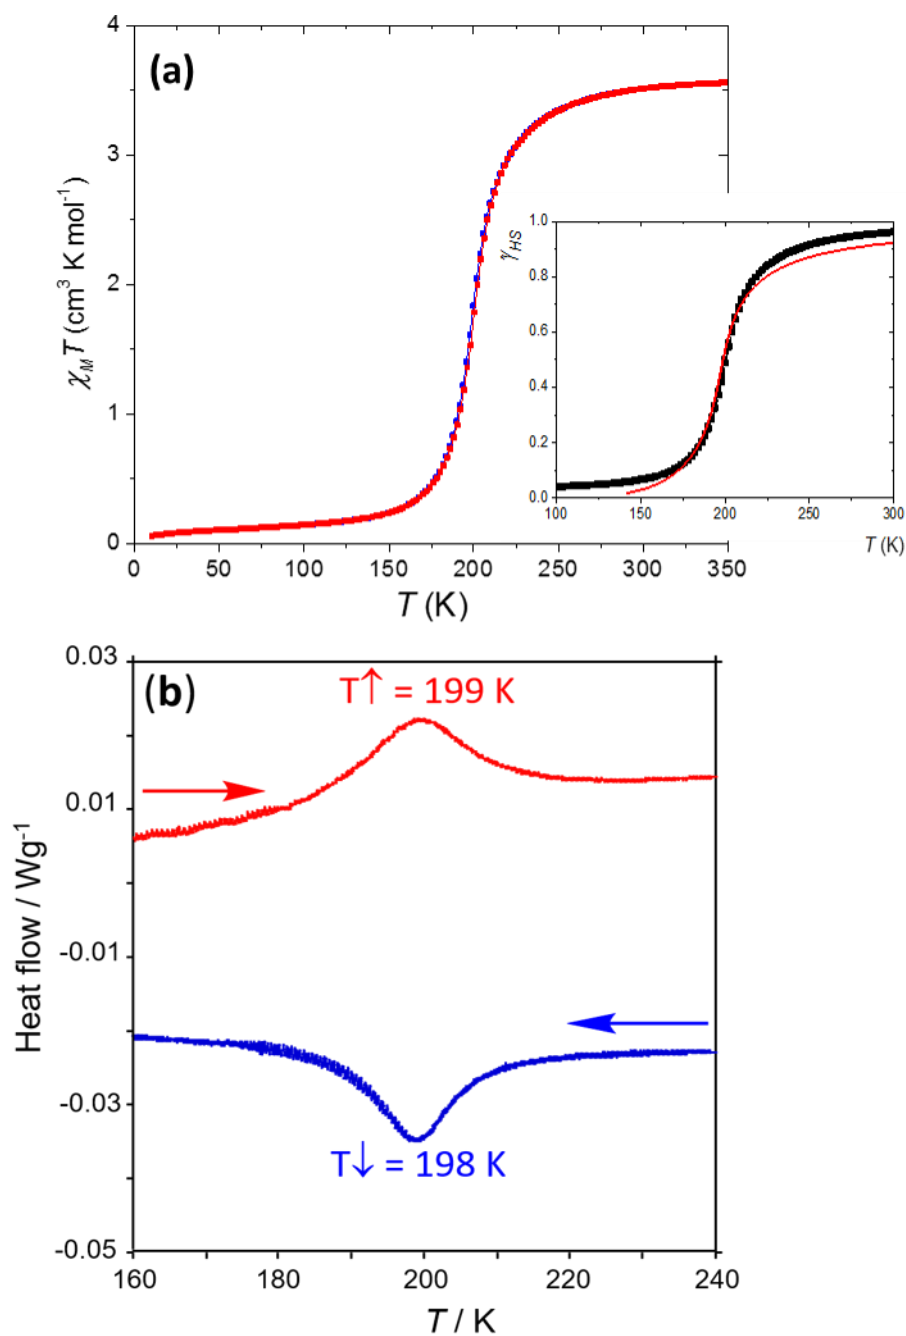 (a)
4
3
2
1
0
χ_M T (cm³ K mol⁻¹)
0 50 100 150 200 250 300 350
T (K)
1.0
0.8
0.6
0.4
0.2
0.0
γ_HS
100 150 200 250 300
T (K)
(b)
0.03
0.01
-0.01
-0.03
-0.05
Heat flow / Wg⁻¹
T↑ = 199 K
T↓ = 198 K
160 180 200 220 240
T / K